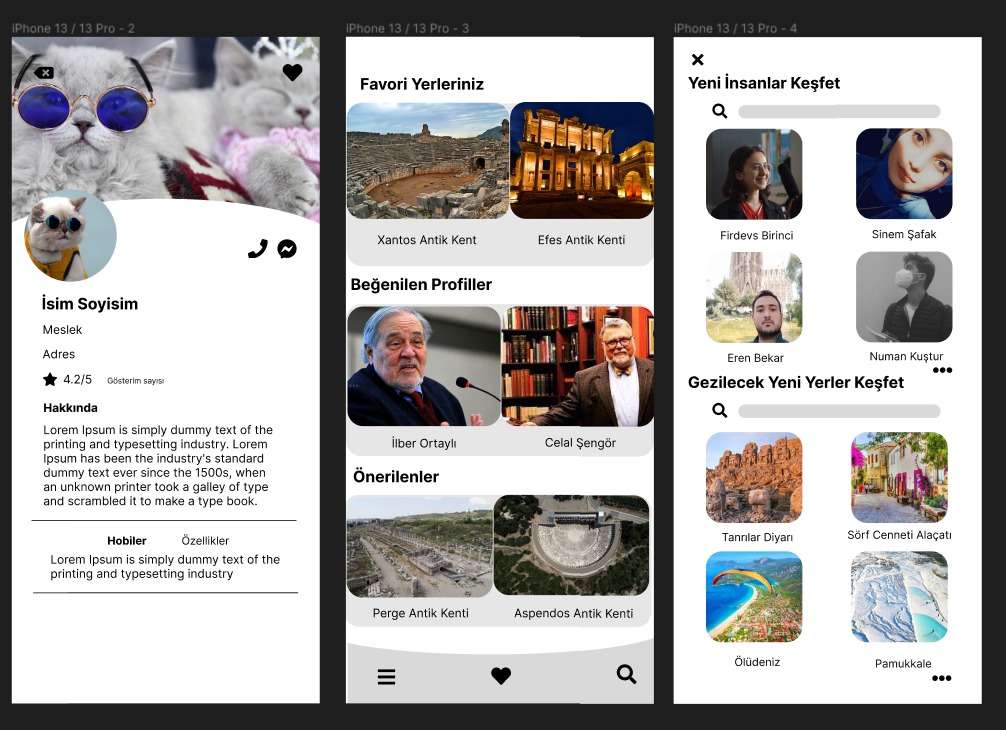 iPhone 13 / 13 Pro - 2
İsim Soyisim
Meslek
Adres
4.2/5 Gösterim sayısı
Hakkında
Lorem Ipsum is simply dummy text of the
printing and typesetting industry. Lorem
Ipsum has been the industry's standard
dummy text ever since the 1500s, when
an unknown printer took a galley of type
and scrambled it to make a type book.
Hobiler Özellikler
Lorem Ipsum is simply dummy text of the
printing and typesetting industry
iPhone 13 / 13 Pro - 3
Favori Yerleriniz
Xantos Antik Kent Efes Antik Kenti
Beğenilen Profiller
İlber Ortaylı Celal Şengör
Önerilenler
Perge Antik Kenti Aspendos Antik Kenti
iPhone 13 / 13 Pro - 4
Yeni İnsanlar Keşfet
Firdevs Birinci Sinem Şafak
Eren Bekar Numan Kuştur
Gezilecek Yeni Yerler Keşfet
Tanrılar Diyarı Sörf Cenneti Alaçatı
Ölüdeniz Pamukkale